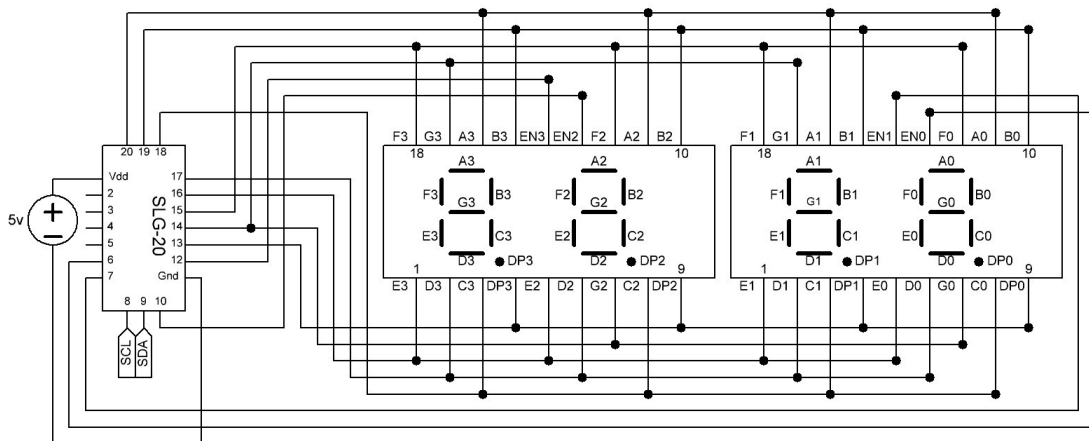 F3 G3 A3 B3 EN3 EN2 F2 A2 B2 F1 G1 A1 B1 EN1 EN0 F0 A0 B0
20 19 18 18 10 18 10
Vdd 17
2 16
3 15
4 14
5 13
6 12
7 Gnd
8 9 10
SLG-20
5v
SCL
SDA
A3 A2 A1 A0
F3 B3 F2 B2 F1 B1 F0 B0
G3 G2 G1 G0
E3 C3 E2 C2 E1 C1 E0 C0
D3 DP3 D2 DP2 D1 DP1 D0 DP0
1 9 1 9
E3 D3 C3 DP3 E2 D2 G2 C2 DP2 E1 D1 C1 DP1 E0 D0 G0 C0 DP0